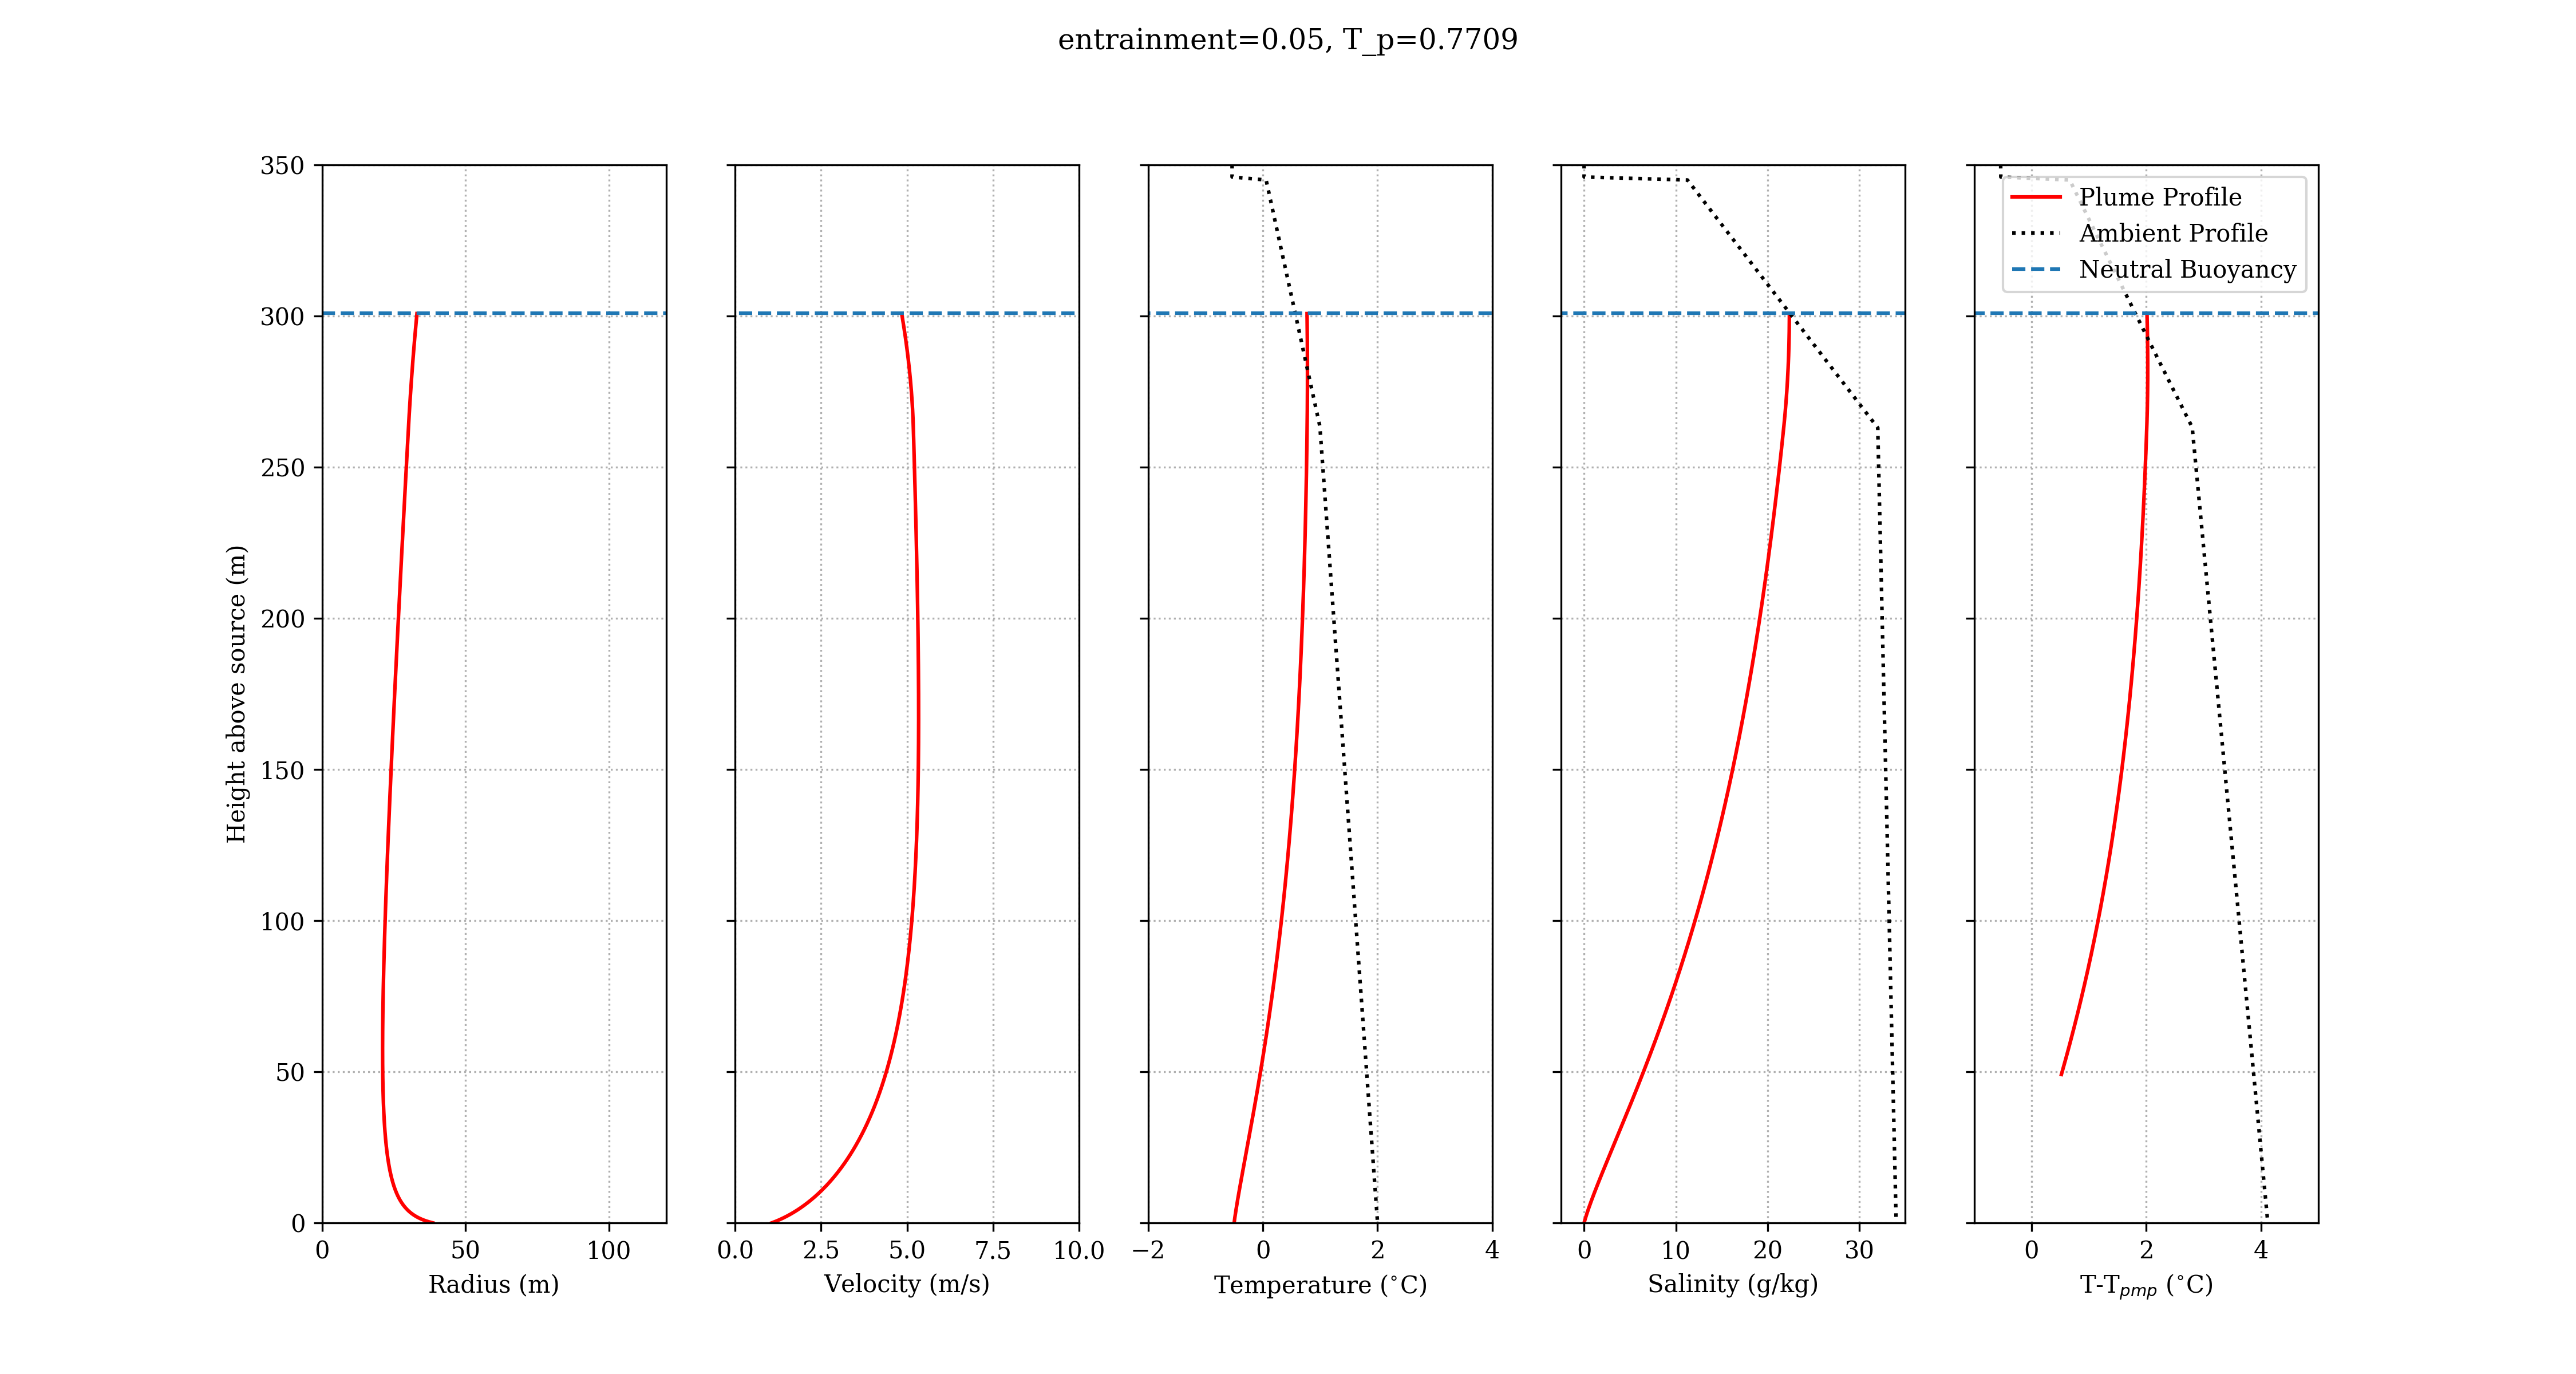 entrainment=0.05, T_p=0.7709
Height above source (m)
350
300
250
200
150
100
50
0
0 50 100
Radius (m)
0.0 2.5 5.0 7.5 10.0
Velocity (m/s)
−2 0 2 4
Temperature (°C)
0 10 20 30
Salinity (g/kg)
Plume Profile
Ambient Profile
Neutral Buoyancy
0 2 4
T-Tpmp (°C)